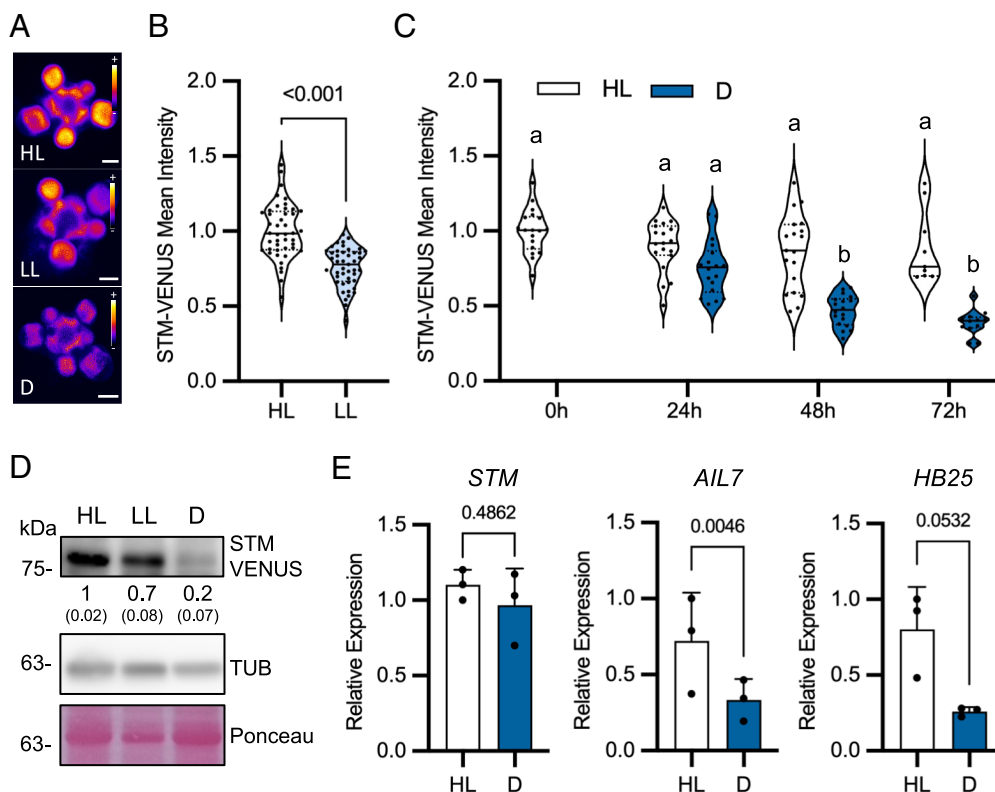 A
+
-
HL
+
-
LL
+
-
D
B
STM-VENUS Mean Intensity
2.0
1.5
1.0
0.5
0.0
<0.001
HL LL
C
STM-VENUS Mean Intensity
2.0
1.5
1.0
0.5
0.0
HL D
a a a a b a b
0h 24h 48h 72h
D
kDa HL LL D
75-
STM
VENUS
1 0.7 0.2
(0.02) (0.08) (0.07)
63- TUB
63- Ponceau
E
STM
Relative Expression
1.5
1.0
0.5
0.0
0.4862
HL D
AIL7
Relative Expression
1.5
1.0
0.5
0.0
0.0046
HL D
HB25
Relative Expression
1.5
1.0
0.5
0.0
0.0532
HL D